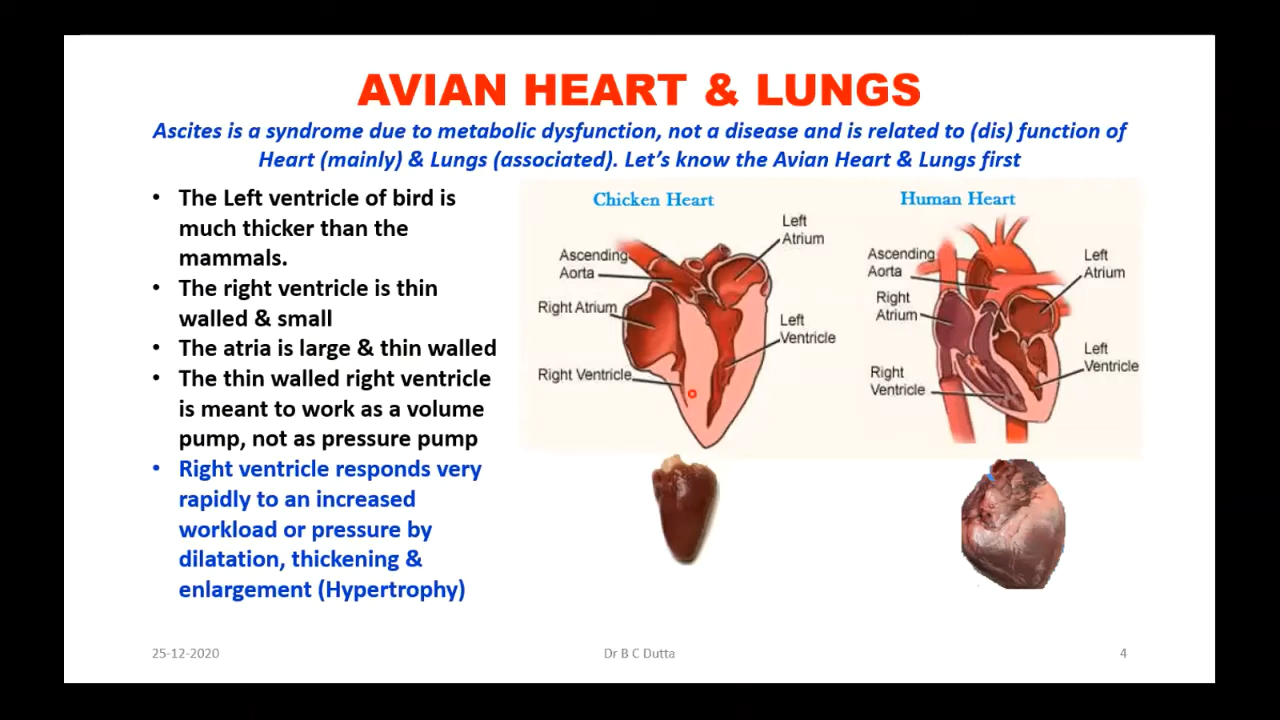 AVIAN HEART & LUNGS
Ascites is a syndrome due to metabolic dysfunction, not a disease and is related to (dis) function of
Heart (mainly) & Lungs (associated). Let's know the Avian Heart & Lungs first
• The Left ventricle of bird is
much thicker than the
mammals.
• The right ventricle is thin
walled & small
• The atria is large & thin walled
• The thin walled right ventricle
is meant to work as a volume
pump, not as pressure pump
• Right ventricle responds very
rapidly to an increased
workload or pressure by
dilatation, thickening &
enlargement (Hypertrophy)
Chicken Heart
Left
Atrium
Ascending
Aorta
Right Atrium
Left
Ventricle
Right Ventricle
Human Heart
Ascending
Aorta
Left
Atrium
Right
Atrium
Left
Ventricle
Right
Ventricle
25-12-2020
Dr B C Dutta
4